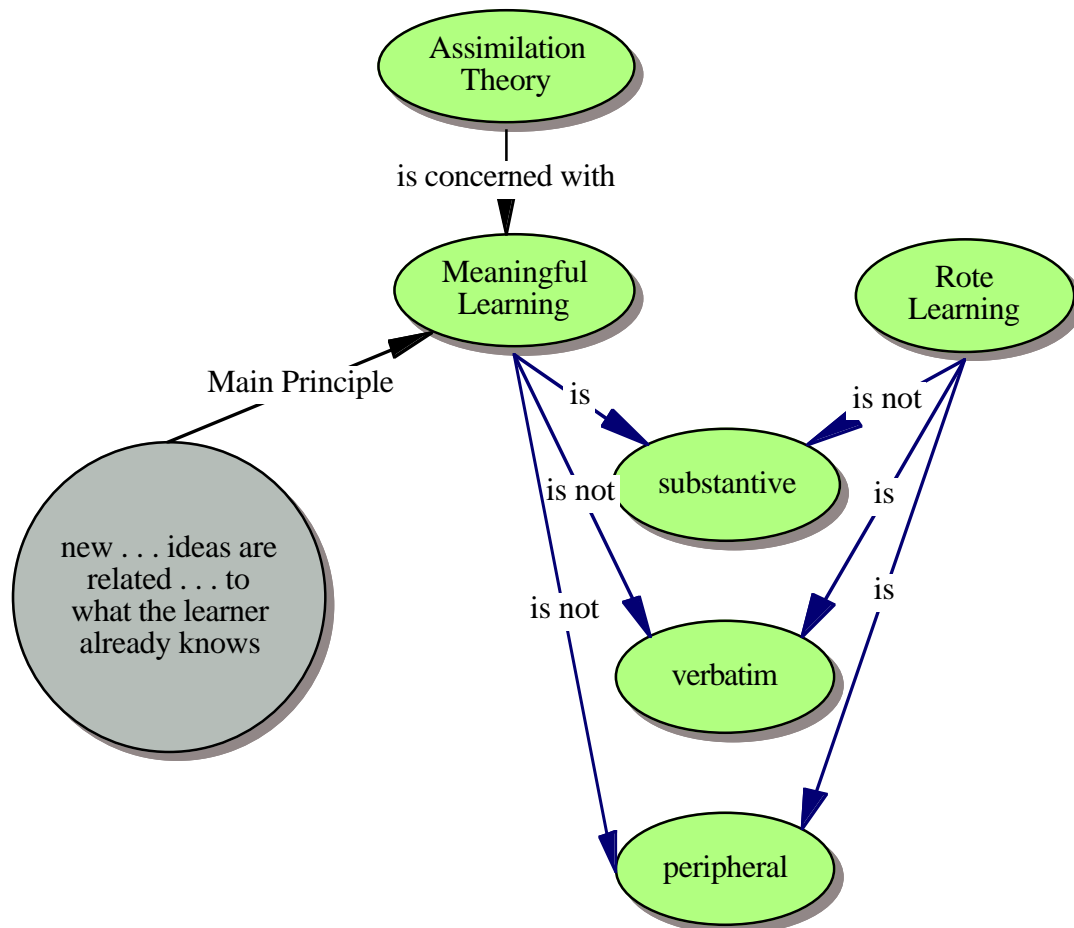 Assimilation
Theory
is concerned with
Meaningful
Learning
Rote
Learning
Main Principle
is
is not
substantive
is not
is
new . . . ideas are
related . . . to
what the learner
already knows
is not
is
verbatim
peripheral